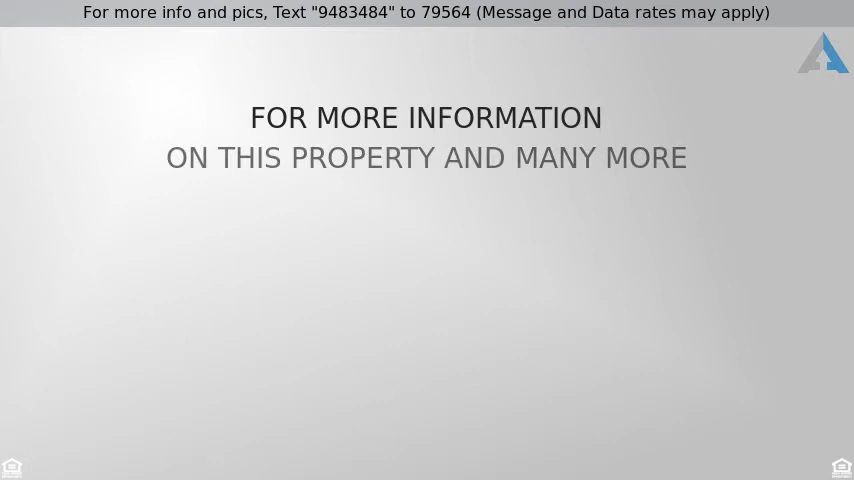 For more info and pics, Text "9483484" to 79564 (Message and Data rates may apply)
FOR MORE INFORMATION
ON THIS PROPERTY AND MANY MORE